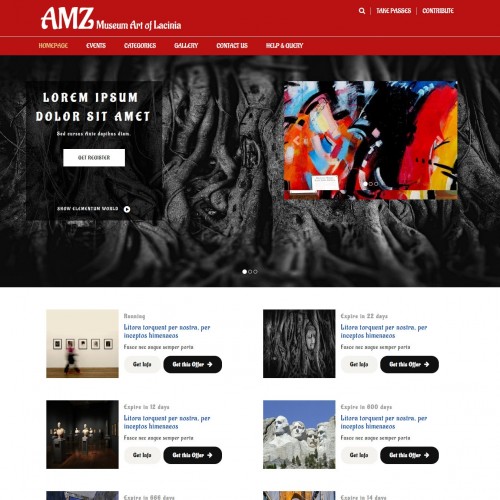 AMZ Museum Art of Lacinia
TAKE PASSES
CONTRIBUTE
HOMEPAGE
EVENTS
CATEGORIES
GALLERY
CONTACT US
HELP & QUERY
LOREM IPSUM
DOLOR SIT AMET
Sed cursus Ante dapibus diam.
GET REGISTER
SHOW ELEMENTUM WORLD
Running
Litora torquent per nostra, per
inceptos himenaeos
Fusce nec augue semper porta
Get Info
Get this Offer
Expire in 22 days
Litora torquent per nostra, per
inceptos himenaeos
Fusce nec augue semper porta
Get Info
Get this Offer
Expire in 12 days
Litora torquent per nostra, per
inceptos himenaeos
Fusce nec augue semper porta
Get Info
Get this Offer
Expire in 600 days
Litora torquent per nostra, per
inceptos himenaeos
Fusce nec augue semper porta
Get Info
Get this Offer
Expire in 666 days
Expire in 14 days